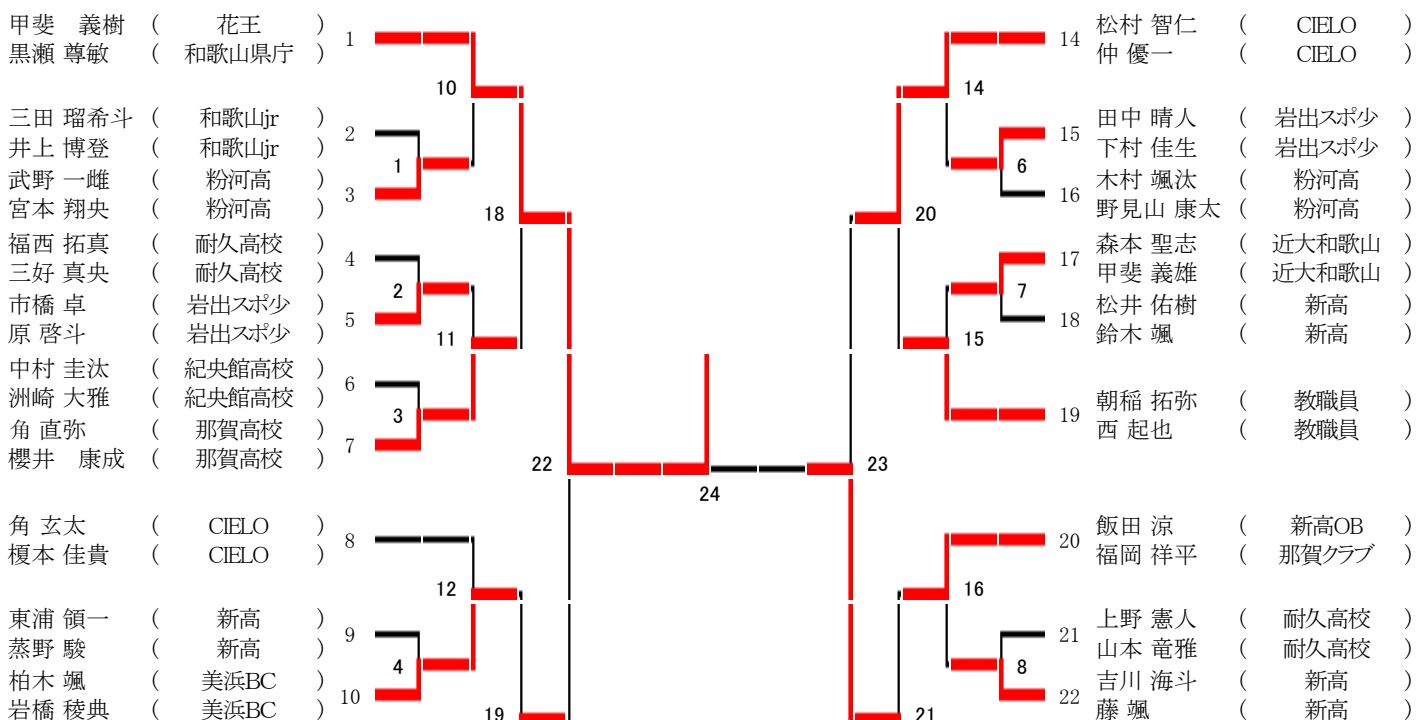 甲斐 義樹 ( 花王 ) 1
黒瀬 尊敏 ( 和歌山県庁 )
10
三田 瑠希斗 ( 和歌山jr ) 2
井上 博登 ( 和歌山jr )
1
武野 一雄 ( 粉河高 ) 3
宮本 翔央 ( 粉河高 )
18
福西 拓真 ( 耐久高校 ) 4
三好 真央 ( 耐久高校 )
2
市橋 卓 ( 岩出スポ少 ) 5
原 啓斗 ( 岩出スポ少 )
11
中村 圭汰 ( 紀央館高校 ) 6
洲崎 大雅 ( 紀央館高校 )
3
角 直弥 ( 那賀高校 ) 7
櫻井 康成 ( 那賀高校 )
22
24
角 玄太 ( CIELO ) 8
榎本 佳貴 ( CIELO )
12
東浦 領一 ( 新高 ) 9
蒸野 駿 ( 新高 )
4
柏木 颯 ( 美浜BC ) 10
岩橋 稜典 ( 美浜BC )
19
14 松村 智仁 ( CIELO )
仲 優一 ( CIELO )
14
15 田中 晴人 ( 岩出スポ少 )
下村 佳生 ( 岩出スポ少 )
6
16 木村 颯汰 ( 粉河高 )
野見山 康太 ( 粉河高 )
20
17 森本 聖志 ( 近大和歌山 )
甲斐 義雄 ( 近大和歌山 )
7
18 松井 佑樹 ( 新高 )
鈴木 颯 ( 新高 )
15
19 朝稲 拓弥 ( 教職員 )
西 起也 ( 教職員 )
23
20 飯田 涼 ( 新高OB )
福岡 祥平 ( 那賀クラブ )
16
21 上野 憲人 ( 耐久高校 )
山本 竜雅 ( 耐久高校 )
8
22 吉川 海斗 ( 新高 )
藤 颯 ( 新高 )
21